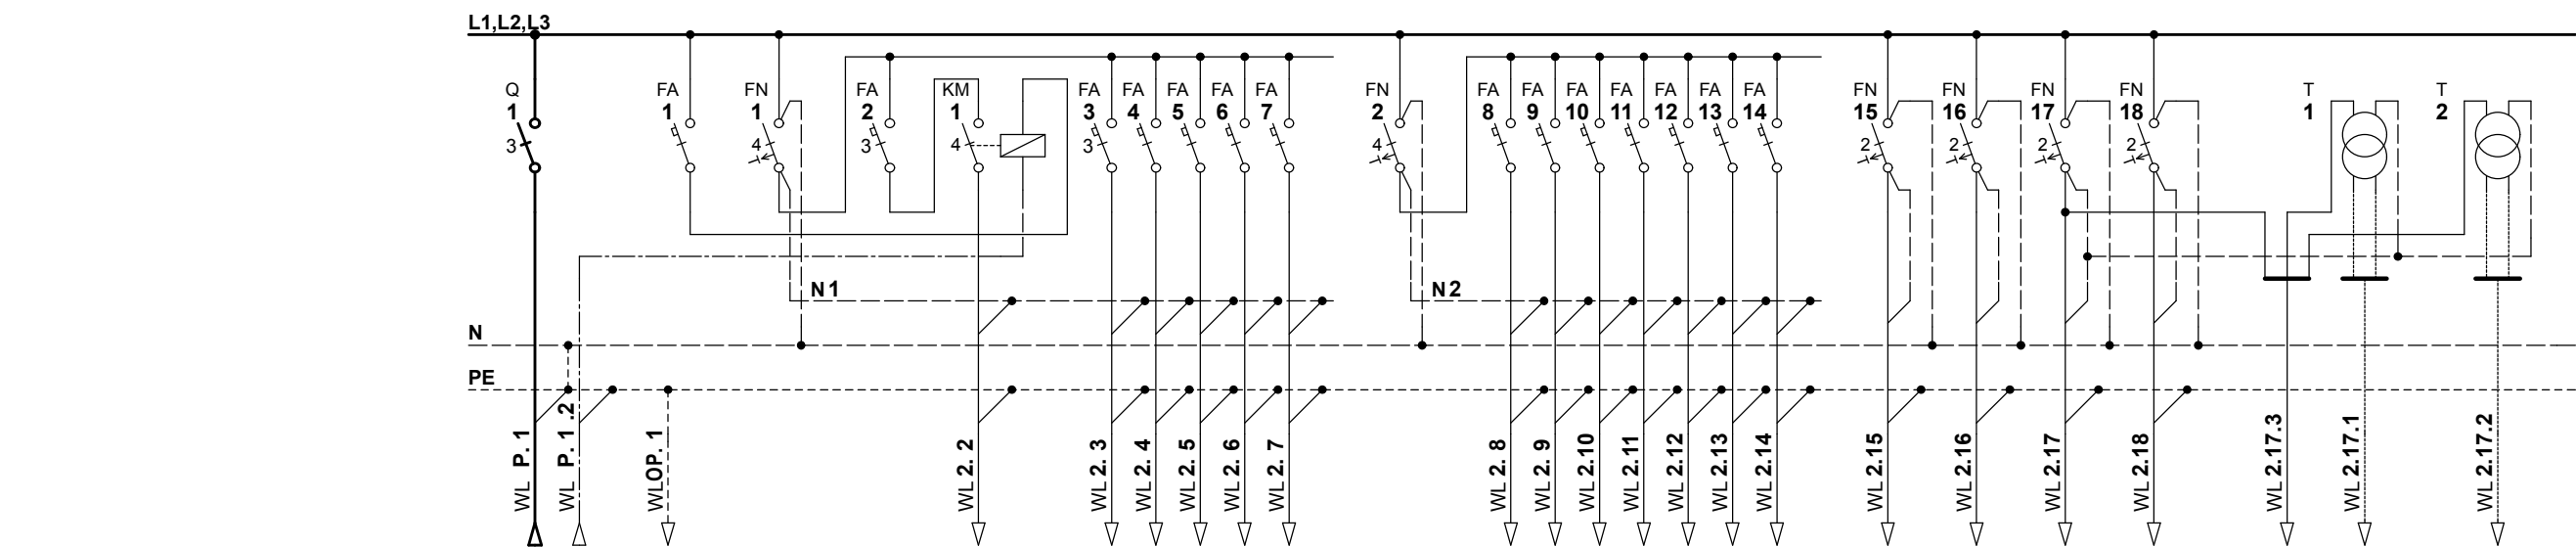 L1,L2,L3
Q FA FN FA KM FA FA FA FA FA FN FA FA FA FA FA FA FA FN FN FN FN T T
1 1 1 2 1 3 4 5 6 7 2 8 9 10 11 12 13 14 15 16 17 18 1 2
3 4 3 4 3 4 2 2 2 2
N1 N2
N
PE
WL P. 1
WL P. 1 .2
WLOP. 1
WL 2. 2
WL 2. 3
WL 2. 4
WL 2. 5
WL 2. 6
WL 2. 7
WL 2. 8
WL 2. 9
WL 2.10
WL 2.11
WL 2.12
WL 2.13
WL 2.14
WL 2.15
WL 2.16
WL 2.17
WL 2.18
WL 2.17.3
WL 2.17.1
WL 2.17.2